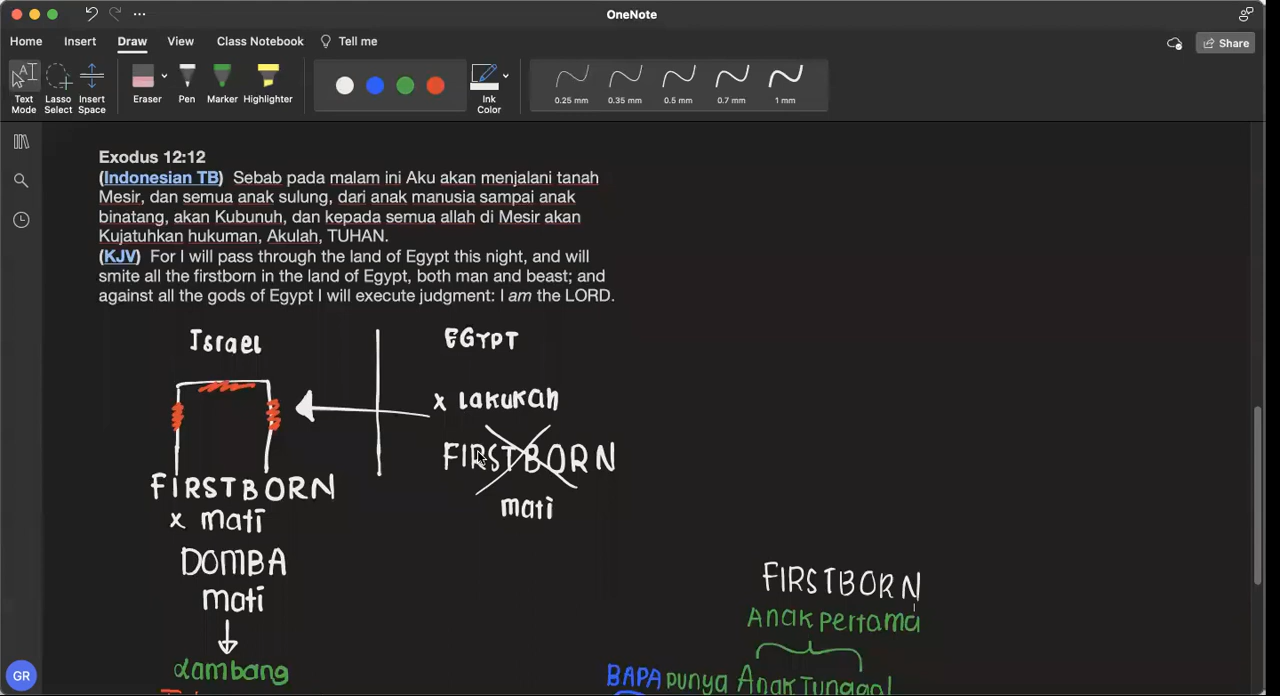 OneNote
Home Insert Draw View Class Notebook Tell me
Share
Text Mode
Lasso Select
Insert Space
Eraser
Pen
Marker
Highlighter
Ink Color
0.25 mm 0.35 mm 0.5 mm 0.7 mm 1 mm
Exodus 12:12
(Indonesian TB) Sebab pada malam ini Aku akan menjalani tanah
Mesir, dan semua anak sulung, dari anak manusia sampai anak
binatang, akan Kubunuh, dan kepada semua allah di Mesir akan
Kujatuhkan hukuman, Akulah, TUHAN.
(KJV) For I will pass through the land of Egypt this night, and will
smite all the firstborn in the land of Egypt, both man and beast; and
against all the gods of Egypt I will execute judgment: I am the LORD.
Israel
EGYPT
x lakukan
FIRSTBORN
mati
FIRSTBORN
x mati
DOMBA
mati
Lambang
FIRSTBORN
Anak pertama
BAPA punya Anak Tunggal
GR